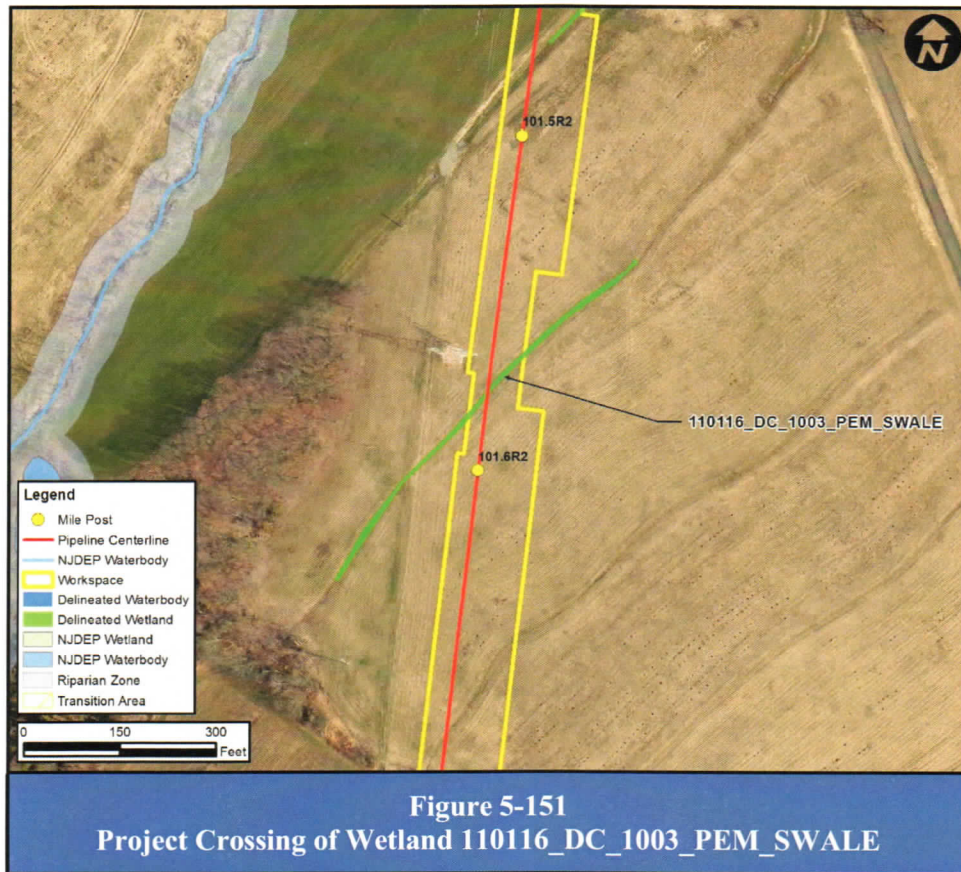 N
101.5R2
110116_DC_1003_PEM_SWALE
101.6R2
Legend
Mile Post
Pipeline Centerline
NJDEP Waterbody
Workspace
Delineated Waterbody
Delineated Wetland
NJDEP Wetland
NJDEP Waterbody
Riparian Zone
Transition Area
0 150 300
Feet
Figure 5-151
Project Crossing of Wetland 110116_DC_1003_PEM_SWALE